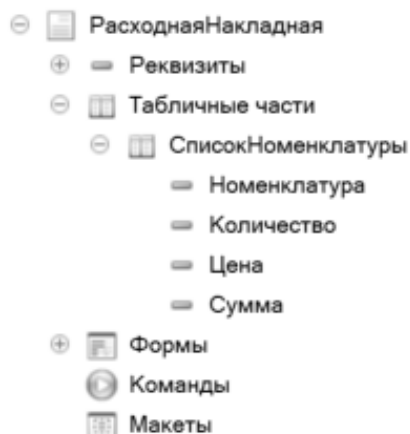 РасходнаяНакладная
Реквизиты
Табличные части
СписокНоменклатуры
Номенклатура
Количество
Цена
Сумма
Формы
Команды
Макеты